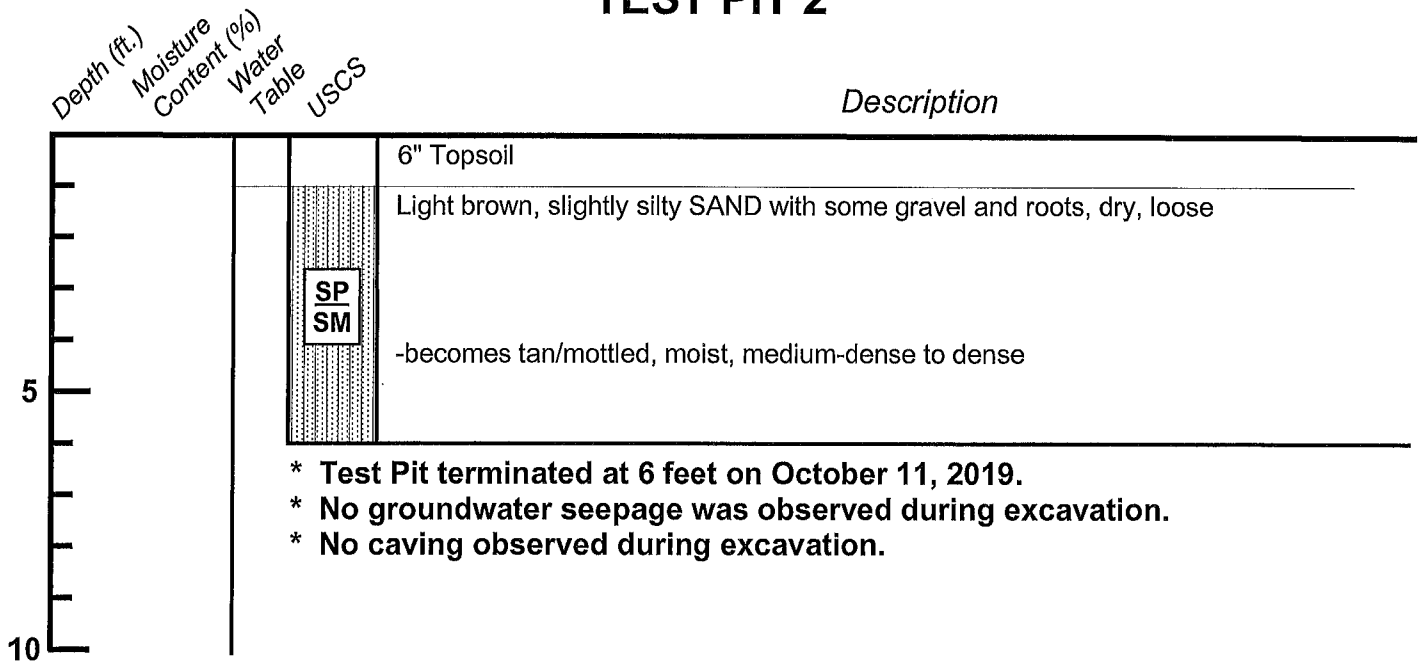 TEST PIT 2
Depth (ft.)
Moisture
Content (%)
Water
Table
USCS
Description
6" Topsoil
Light brown, slightly silty SAND with some gravel and roots, dry, loose
SP
SM
-becomes tan/mottled, moist, medium-dense to dense
5
* Test Pit terminated at 6 feet on October 11, 2019.
* No groundwater seepage was observed during excavation.
* No caving observed during excavation.
10